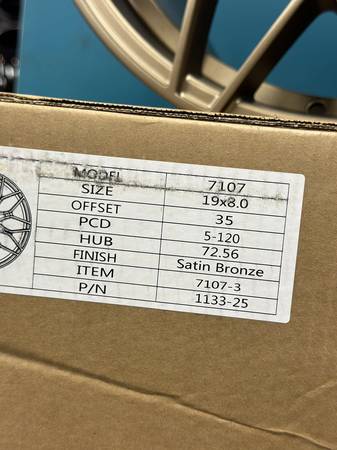 MODEL 7107
SIZE 19x8.0
OFFSET 35
PCD 5-120
HUB 72.56
FINISH Satin Bronze
ITEM 7107-3
P/N 1133-25